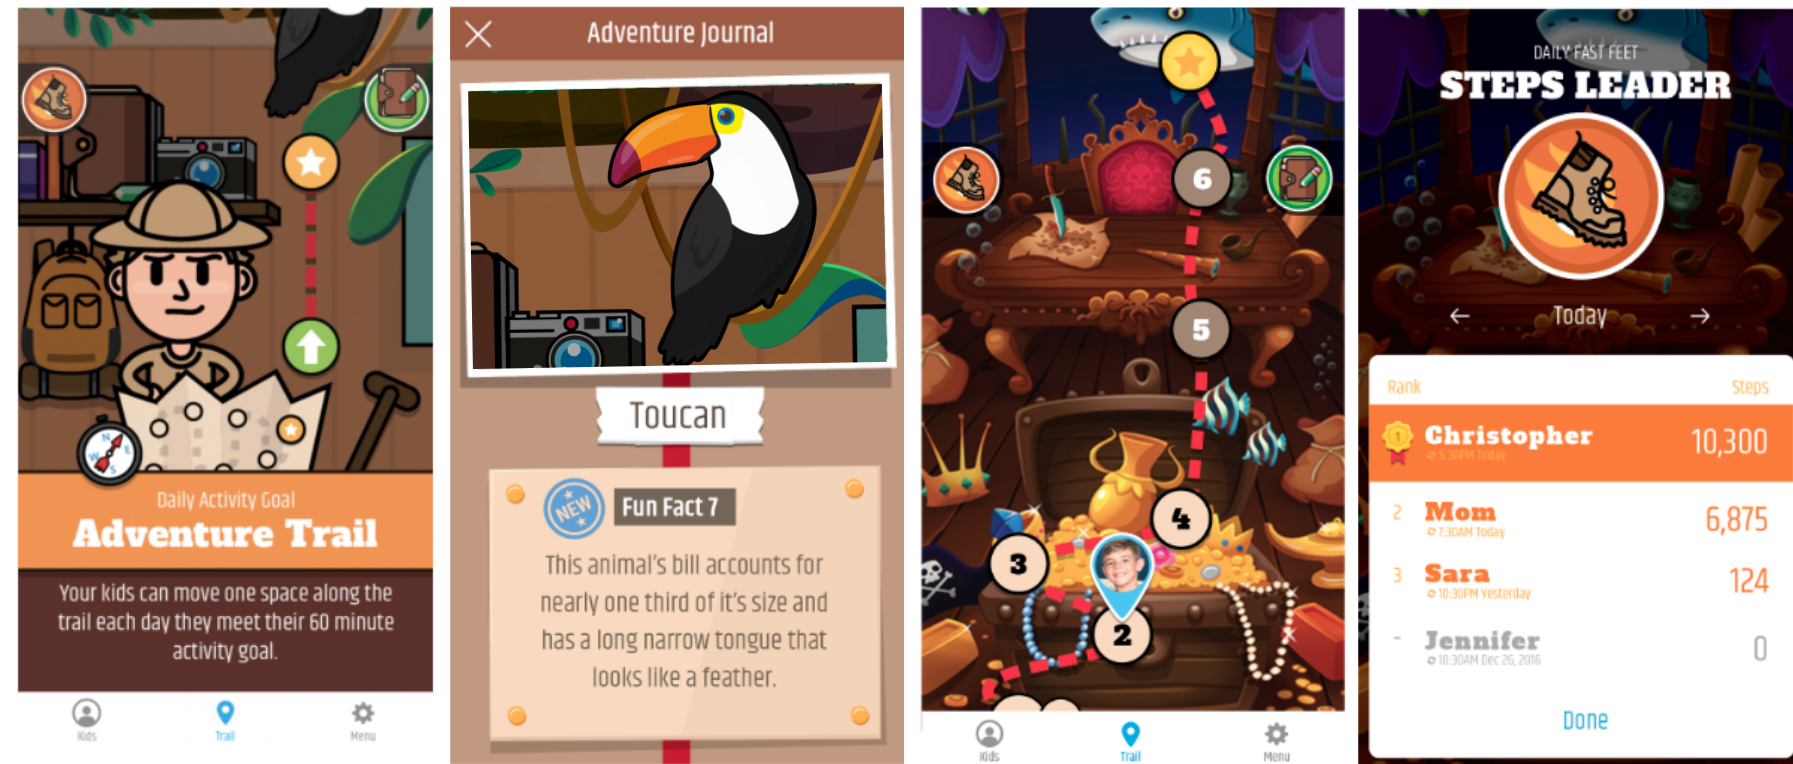 Daily Activity Goal
Adventure Trail
Your kids can move one space along the
trail each day they meet their 60 minute
activity goal.
Kids
Trail
Menu
N
E
S
W
Adventure Journal
Toucan
NEW
Fun Fact 7
This animal's bill accounts for
nearly one third of it's size and
has a long narrow tongue that
looks like a feather.
6
5
4
3
2
Kids
Trail
Menu
DAILY FAST FEET
STEPS LEADER
Today
Rank Steps
1 Christopher 10,300
5:30PM Today
2 Mom 6,875
7:30AM Today
3 Sara 124
10:30PM Yesterday
- Jennifer 0
10:30AM Dec 26, 2016
Done